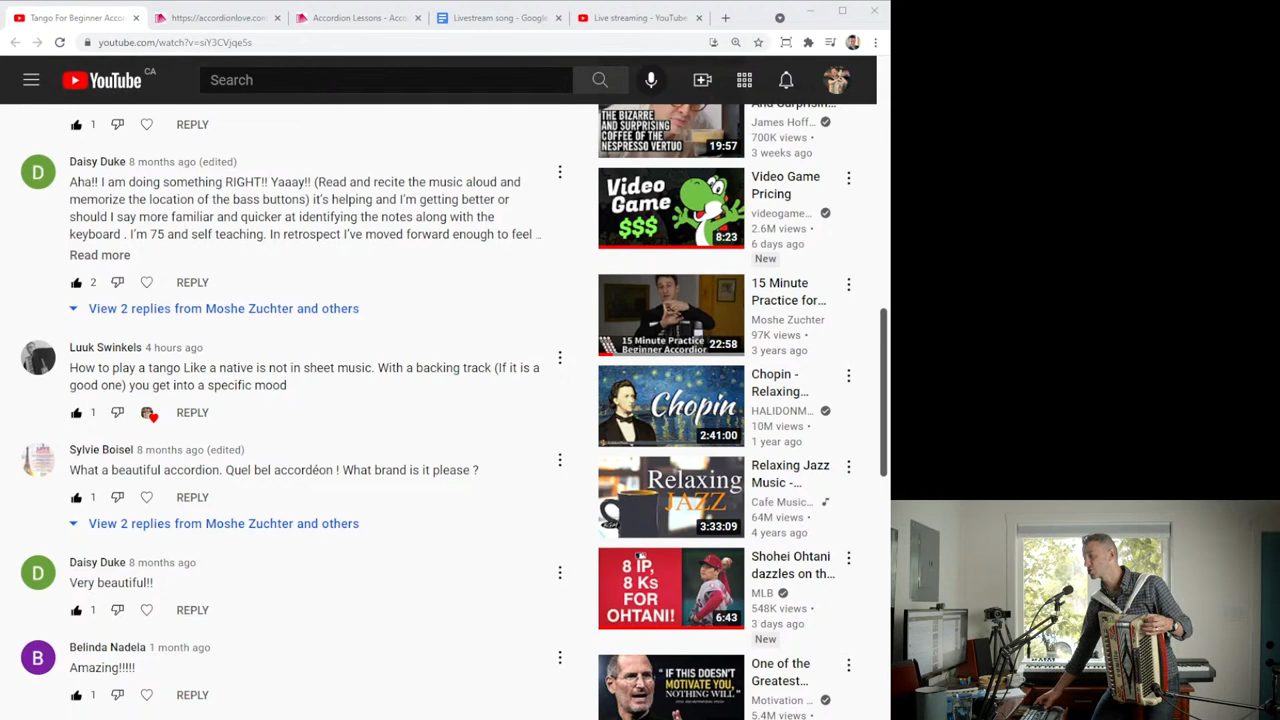 Tango For Beginner Acco
https://accordionlove.com
Accordion Lessons - Acco
Livestream song - Google
Live streaming - YouTube
youtube.com/watch?v=siY3CVjqe5s
YouTube CA
Search
1
REPLY
Daisy Duke 8 months ago (edited)
Aha!! I am doing something RIGHT!! Yaaay!! (Read and recite the music aloud and
memorize the location of the bass buttons) it's helping and I'm getting better or
should I say more familiar and quicker at identifying the notes along with the
keyboard . I'm 75 and self teaching. In retrospect I've moved forward enough to feel ...
Read more
2
REPLY
View 2 replies from Moshe Zuchter and others
Luuk Swinkels 4 hours ago
How to play a tango Like a native is not in sheet music. With a backing track (If it is a
good one) you get into a specific mood
1
REPLY
Sylvie Boisel 8 months ago (edited)
What a beautiful accordion. Quel bel accordéon ! What brand is it please ?
1
REPLY
View 2 replies from Moshe Zuchter and others
D
Daisy Duke 8 months ago
Very beautiful!!
1
REPLY
B
Belinda Nadela 1 month ago
Amazing!!!!!
1
REPLY
THE BIZARRE
AND SURPRISING
COFFEE OF THE
NESPRESSO VERTUO
19:57
And Surprisin...
James Hoff...
700K views •
3 weeks ago
Video
Game
$$$
8:23
Video Game
Pricing
videogame...
2.6M views •
6 days ago
New
15 Minute Practice
Beginner Accordion
22:58
15 Minute
Practice for...
Moshe Zuchter
97K views •
3 years ago
Chopin
2:41:00
Chopin -
Relaxing...
HALIDONM...
10M views •
1 year ago
Relaxing
JAZZ
3:33:09
Relaxing Jazz
Music -...
Cafe Music...
64M views •
4 years ago
8 IP,
8 Ks
FOR
OHTANI!
6:43
Shohei Ohtani
dazzles on th...
MLB
548K views •
3 days ago
New
"IF THIS DOESN'T
MOTIVATE YOU,
NOTHING WILL"
One of the
Greatest...
Motivation ...
5.4M views •